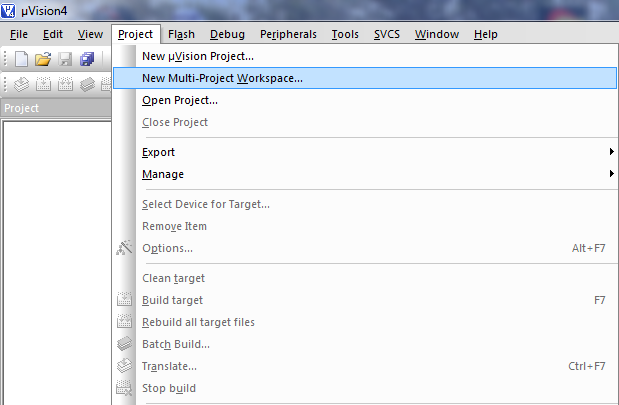 µVision4
File Edit View Project Flash Debug Peripherals Tools SVCS Window Help
Project
New µVision Project...
New Multi-Project Workspace...
Open Project...
Close Project
Export
Manage
Select Device for Target...
Remove Item
Options... Alt+F7
Clean target
Build target F7
Rebuild all target files
Batch Build...
Translate... Ctrl+F7
Stop build